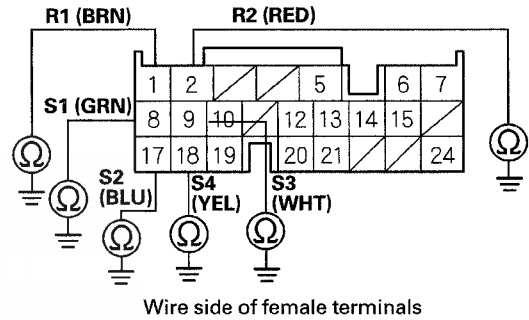 R1 (BRN) R2 (RED)
1 2 5 6 7
S1 (GRN)
8 9 10 12 13 14 15
Ω Ω
17 18 19 20 21 24
S2 S4 S3
(BLU) (YEL) (WHT)
Ω
Ω Ω Ω
Wire side of female terminals